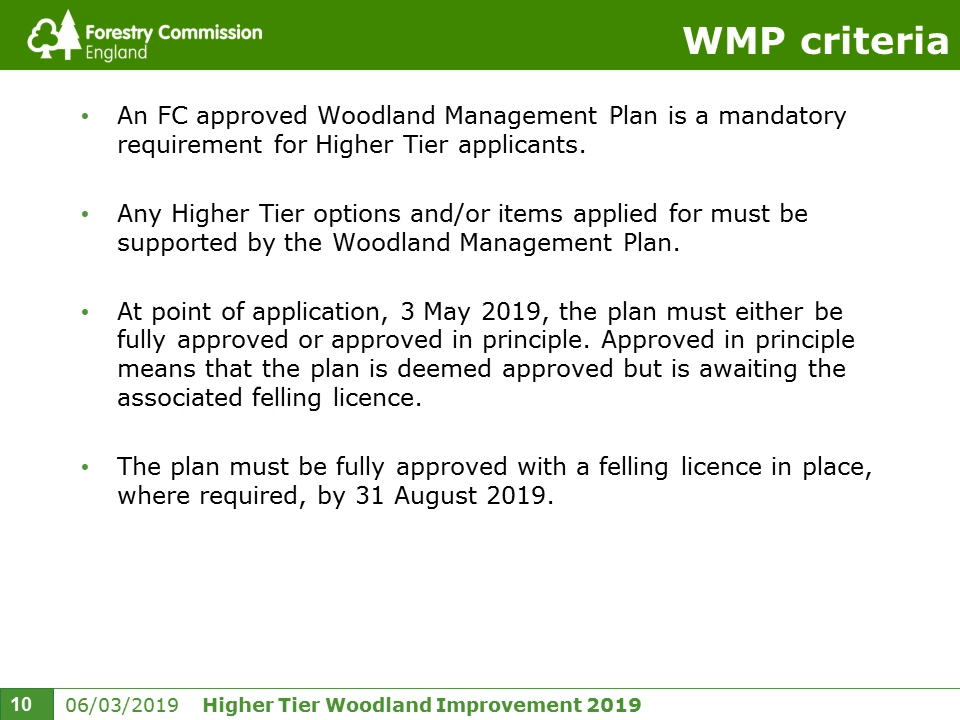 Forestry Commission
England
WMP criteria
• An FC approved Woodland Management Plan is a mandatory
requirement for Higher Tier applicants.
• Any Higher Tier options and/or items applied for must be
supported by the Woodland Management Plan.
• At point of application, 3 May 2019, the plan must either be
fully approved or approved in principle. Approved in principle
means that the plan is deemed approved but is awaiting the
associated felling licence.
• The plan must be fully approved with a felling licence in place,
where required, by 31 August 2019.
10 06/03/2019 Higher Tier Woodland Improvement 2019